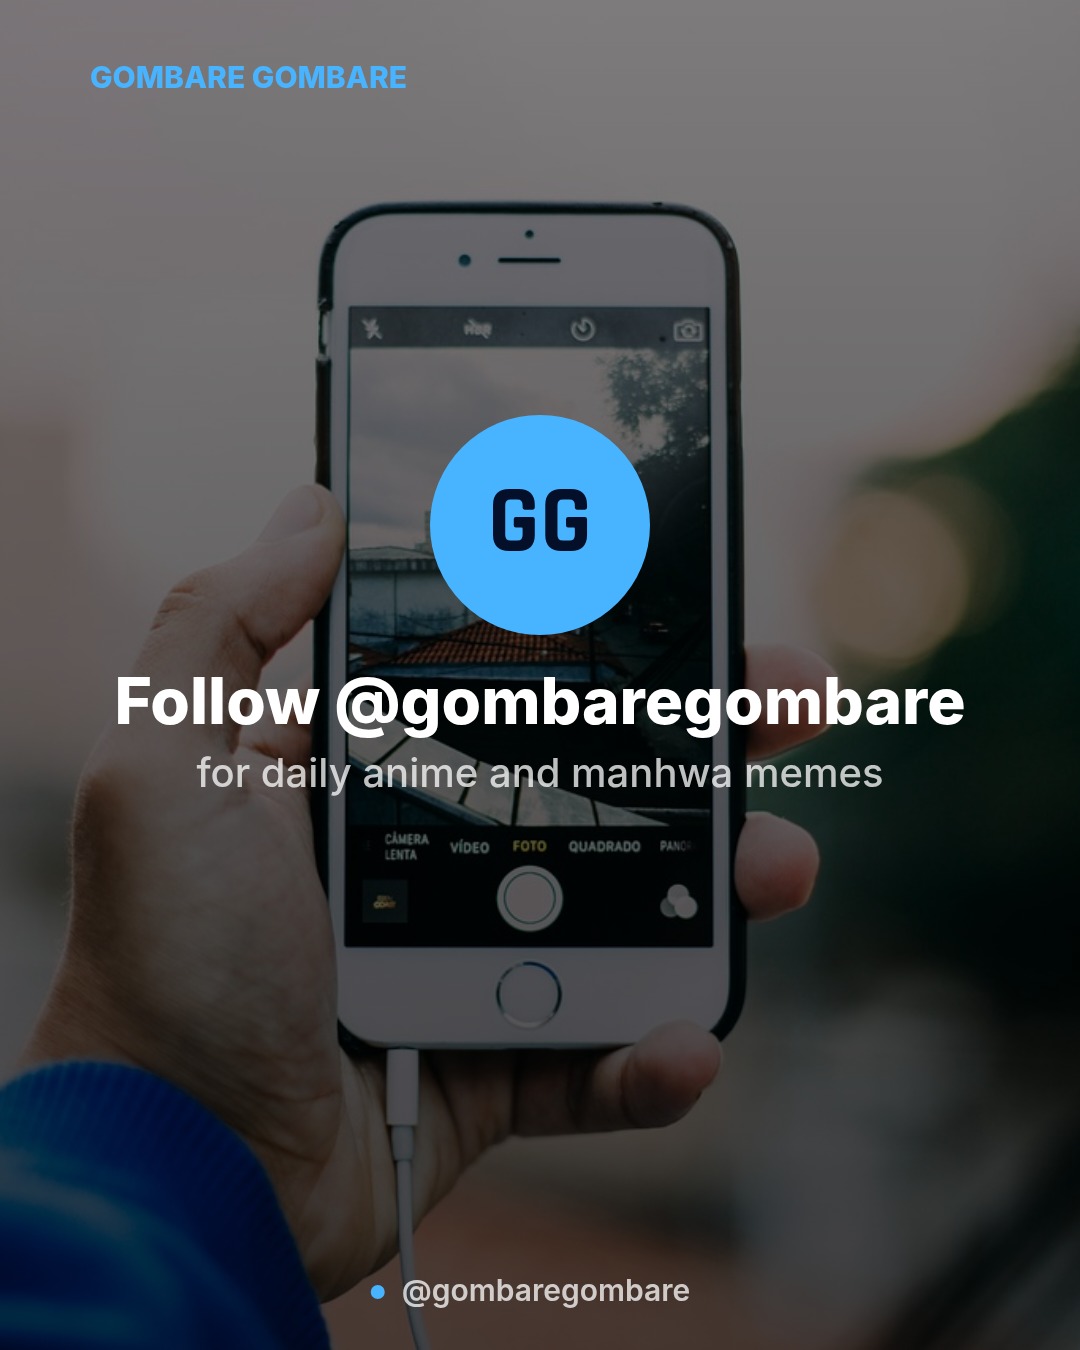 GOMBARE GOMBARE
GG
Follow @gombaregombare
for daily anime and manhwa memes
CÂMERA
LENTA
VÍDEO FOTO QUADRADO
@gombaregombare